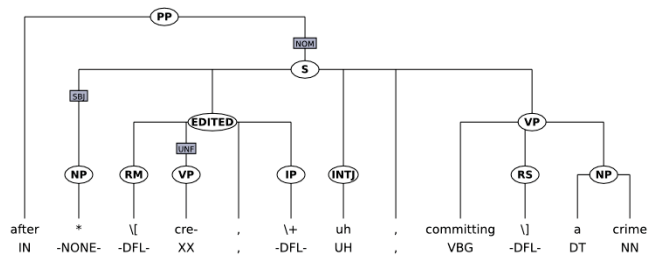 PP
NOM
S
SBJ
EDITED
VP
UNF
NP
RM
VP
IP
INTJ
RS
NP
after * \[ cre- , \+ uh , committing \] a crime
IN -NONE- -DFL- XX , -DFL- UH , VBG -DFL- DT NN